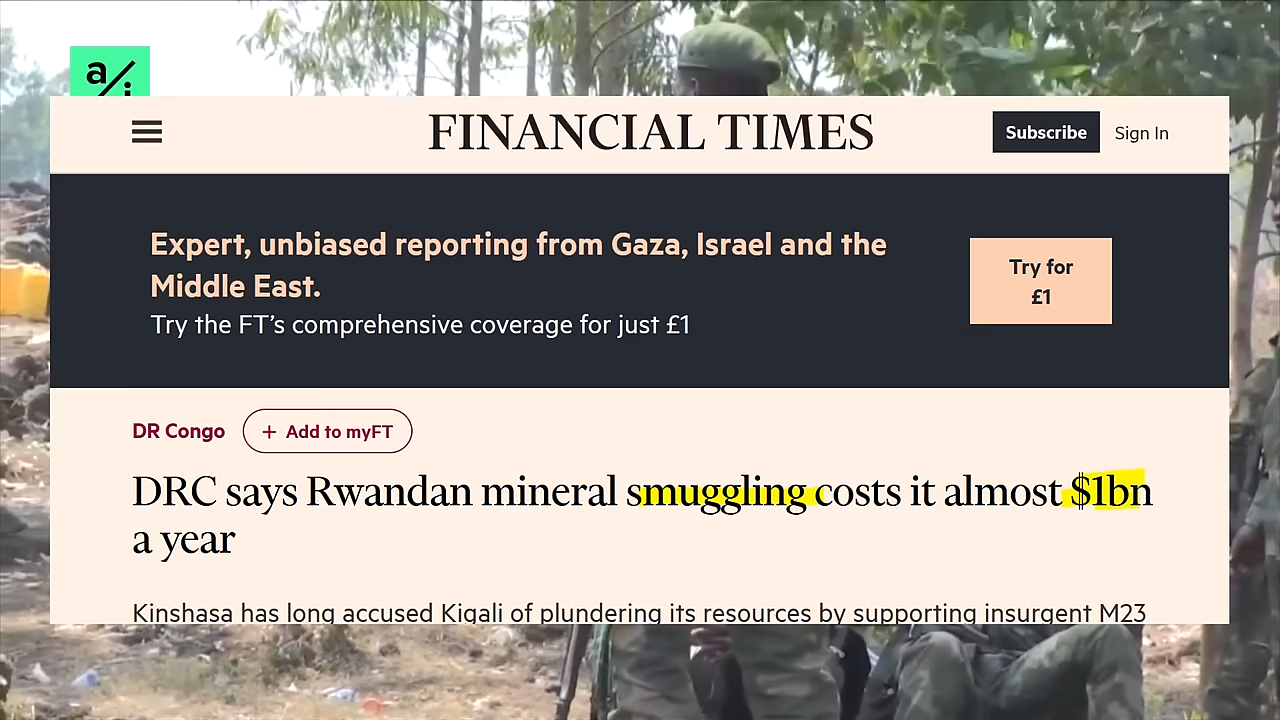 a/i
FINANCIAL TIMES
Subscribe
Sign In
Expert, unbiased reporting from Gaza, Israel and the
Middle East.
Try the FT’s comprehensive coverage for just £1
Try for
£1
DR Congo
+ Add to myFT
DRC says Rwandan mineral smuggling costs it almost $1bn
a year
Kinshasa has long accused Kigali of plundering its resources by supporting insurgent M23